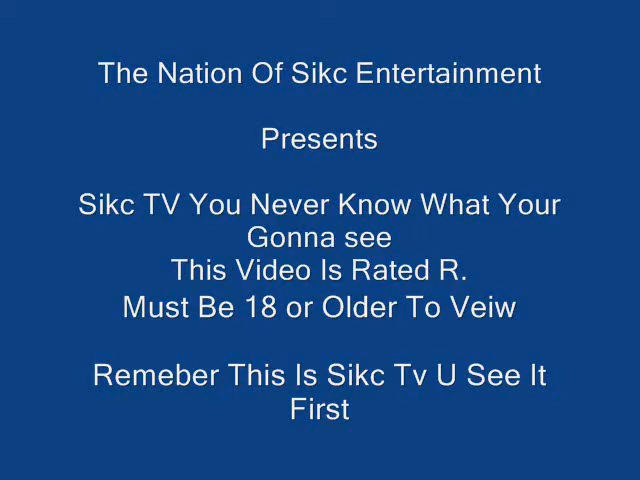 The Nation Of Sikc Entertainment
Presents
Sikc TV You Never Know What Your
Gonna see
This Video Is Rated R.
Must Be 18 or Older To Veiw
Remeber This Is Sikc Tv U See It
First